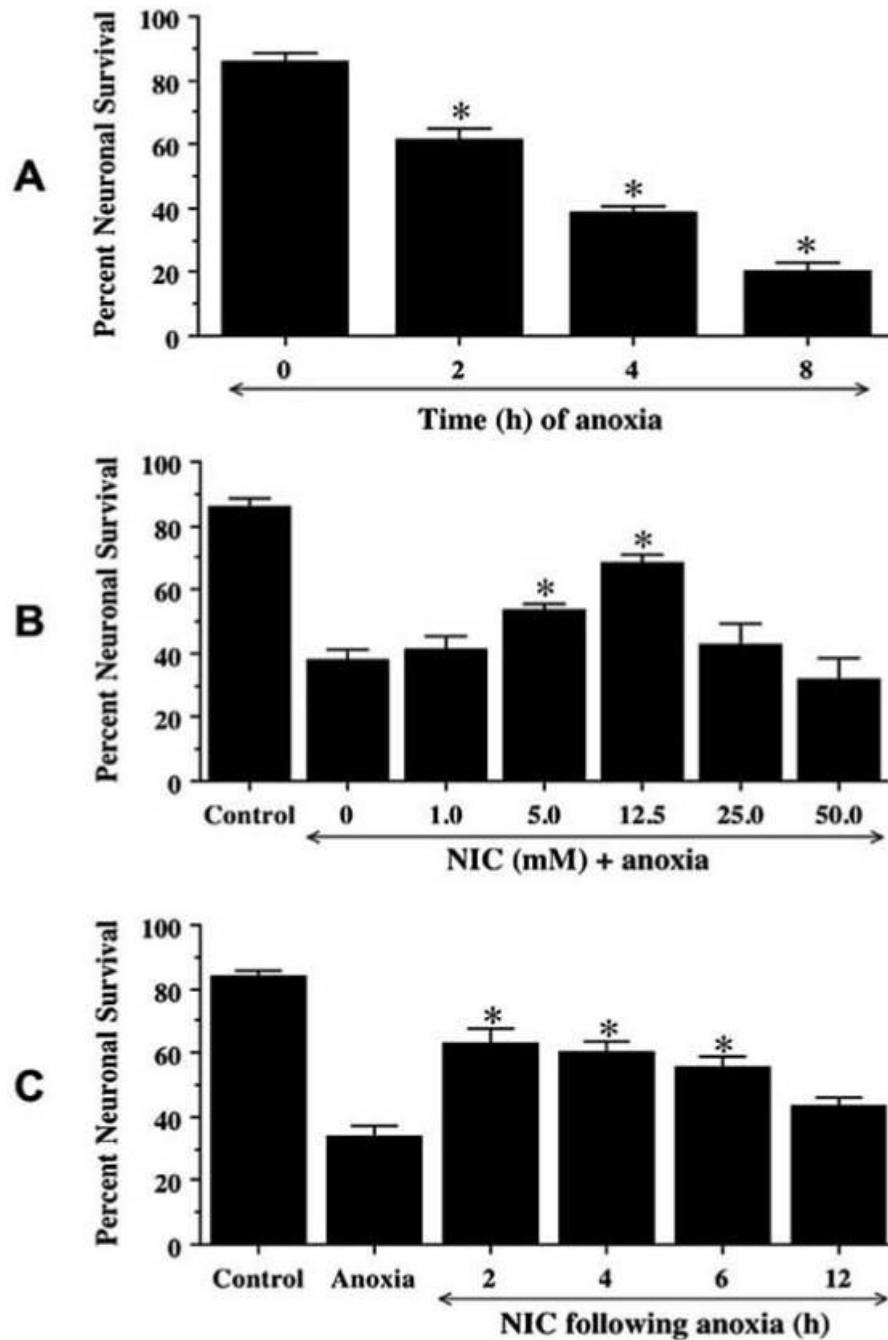 A
Percent Neuronal Survival
100
80
60
40
20
0
* * *
0 2 4 8
Time (h) of anoxia
B
Percent Neuronal Survival
100
80
60
40
20
0
* *
Control 0 1.0 5.0 12.5 25.0 50.0
NIC (mM) + anoxia
C
Percent Neuronal Survival
100
80
60
40
20
0
* * *
Control Anoxia 2 4 6 12
NIC following anoxia (h)